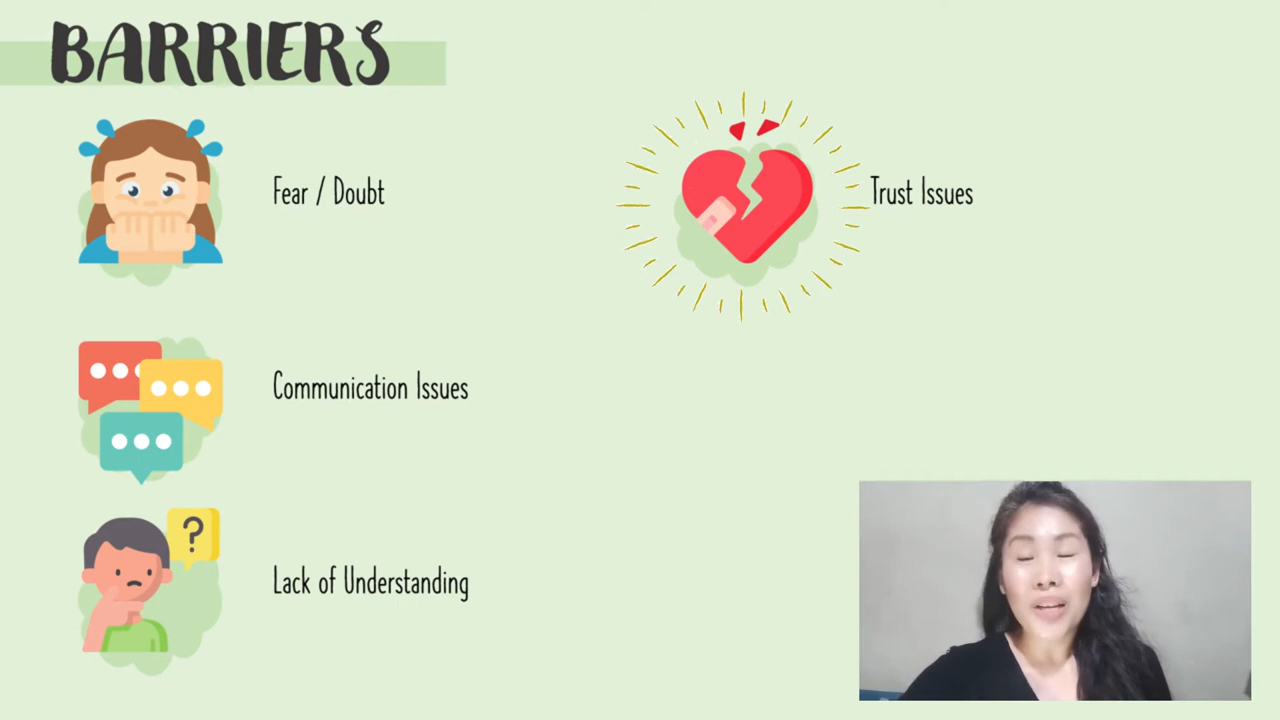 BARRIERS
Fear / Doubt
Trust Issues
Communication Issues
?
Lack of Understanding